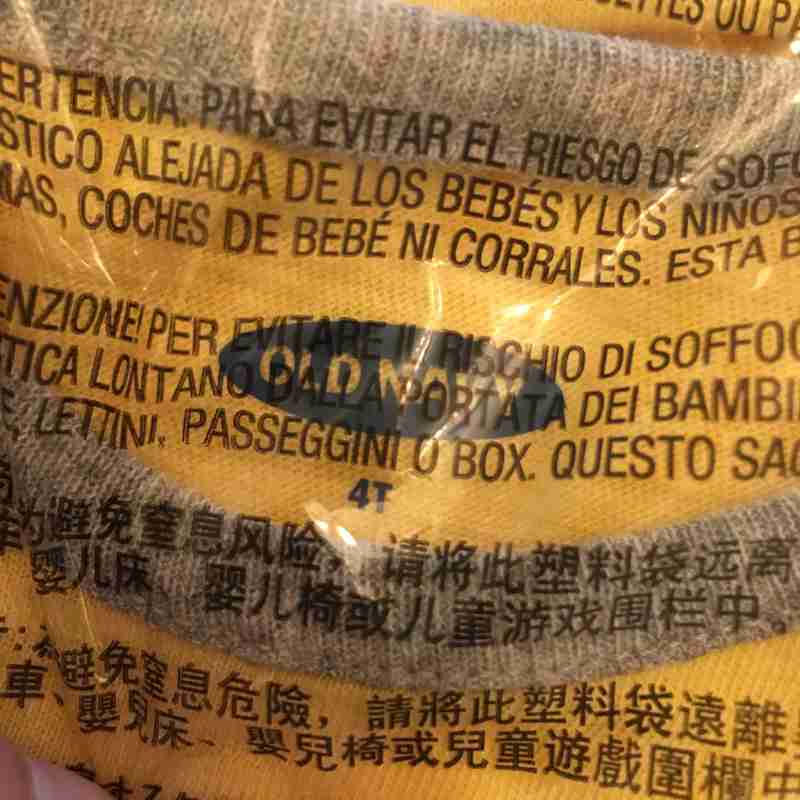 OU PA
ERTENCIA: PARA EVITAR EL RIESGO DE SOFO
STICO ALEJADA DE LOS BEBÉS Y LOS NIÑOS
MAS, COCHES DE BEBÉ NI CORRALES. ESTA B
ENZIONE! PER EVITARE IL RISCHIO DI SOFFOC
TICA LONTANO DALLA PORTATA DEI BAMBI
E, LETTINI, PASSEGGINI O BOX. QUESTO SAC
OLD NAVY
4T
避免窒息风险，请将此塑料袋远离
婴儿床、婴儿椅或儿童游戏围栏中。
避免窒息危險，請將此塑料袋遠離
車、嬰兒床、嬰兒椅或兒童遊戲圍欄中